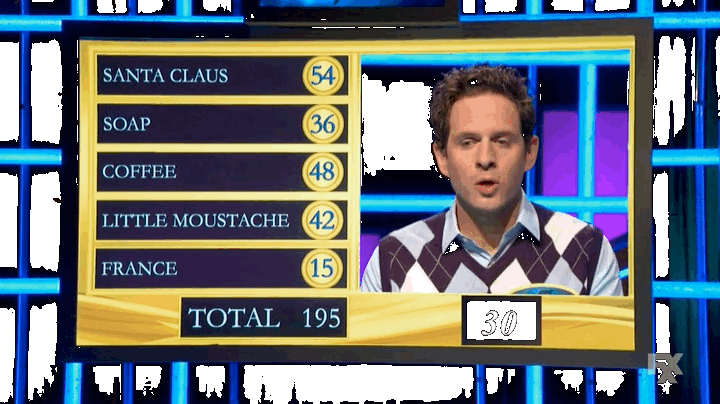 SANTA CLAUS 54
SOAP 36
COFFEE 48
LITTLE MOUSTACHE 42
FRANCE 15
TOTAL 195
30
FX